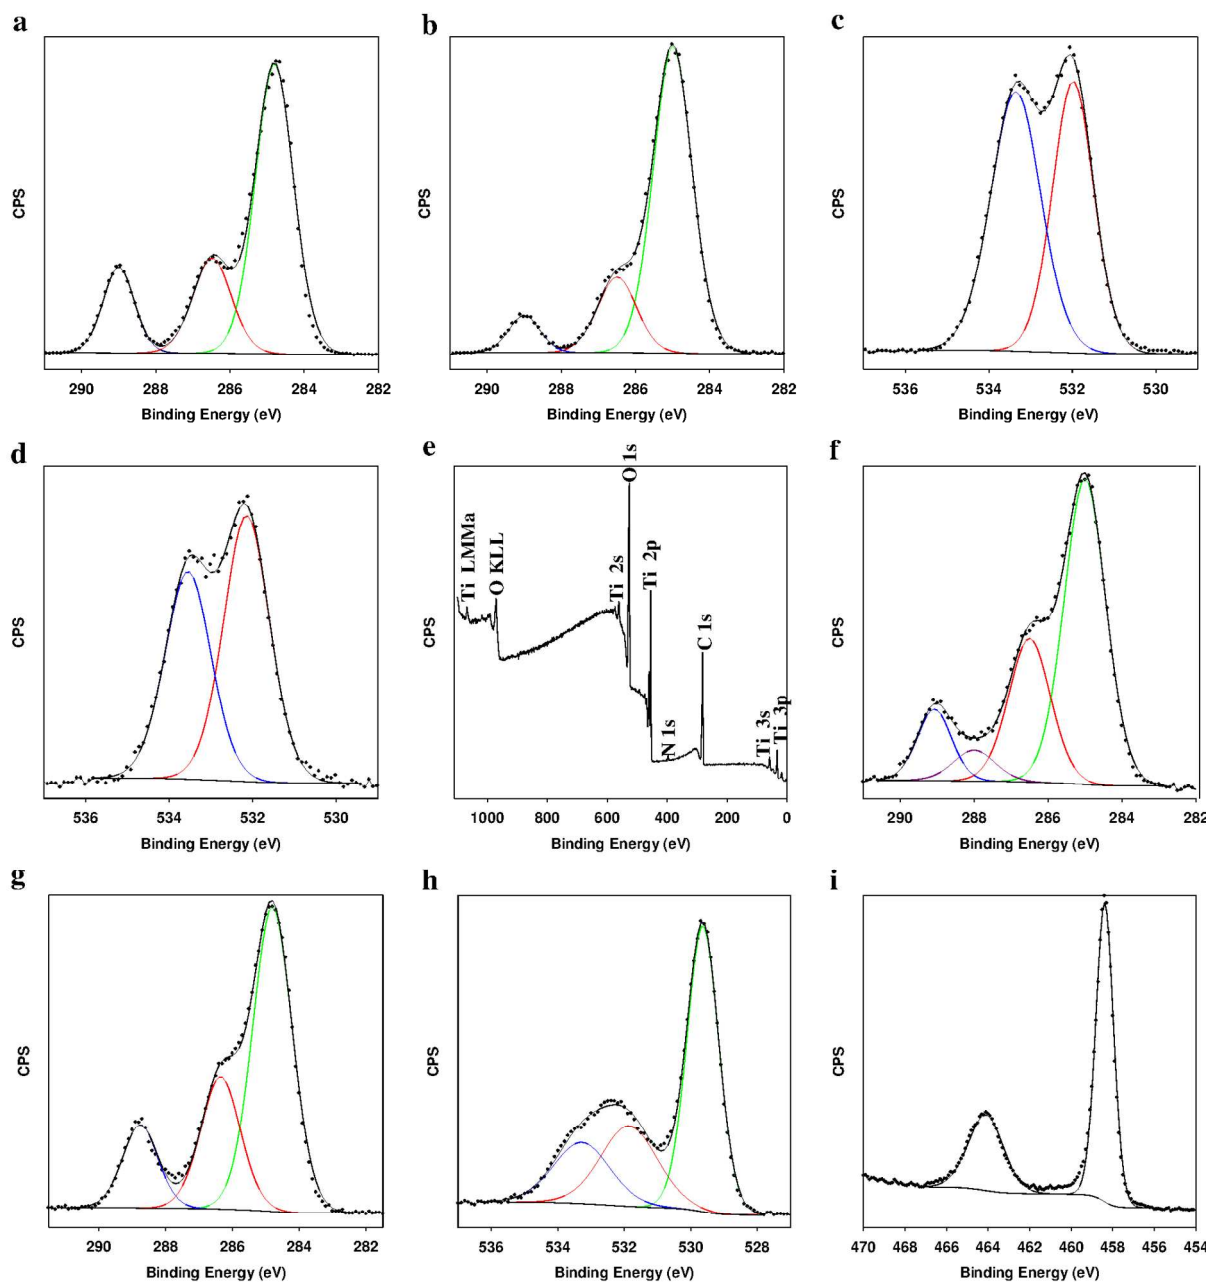 a
CPS
290 288 286 284 282
Binding Energy (eV)
b
CPS
290 288 286 284 282
Binding Energy (eV)
c
CPS
536 534 532 530
Binding Energy (eV)
d
CPS
536 534 532 530
Binding Energy (eV)
e
CPS
Ti LMMa
O KLL
Ti 2s
O 1s
Ti 2p
N 1s
C 1s
Ti 3s
Ti 3p
1000 800 600 400 200 0
Binding Energy (eV)
f
CPS
290 288 286 284 282
Binding Energy (eV)
g
CPS
290 288 286 284 282
Binding Energy (eV)
h
CPS
536 534 532 530 528
Binding Energy (eV)
i
CPS
470 468 466 464 462 460 458 456 454
Binding Energy (eV)